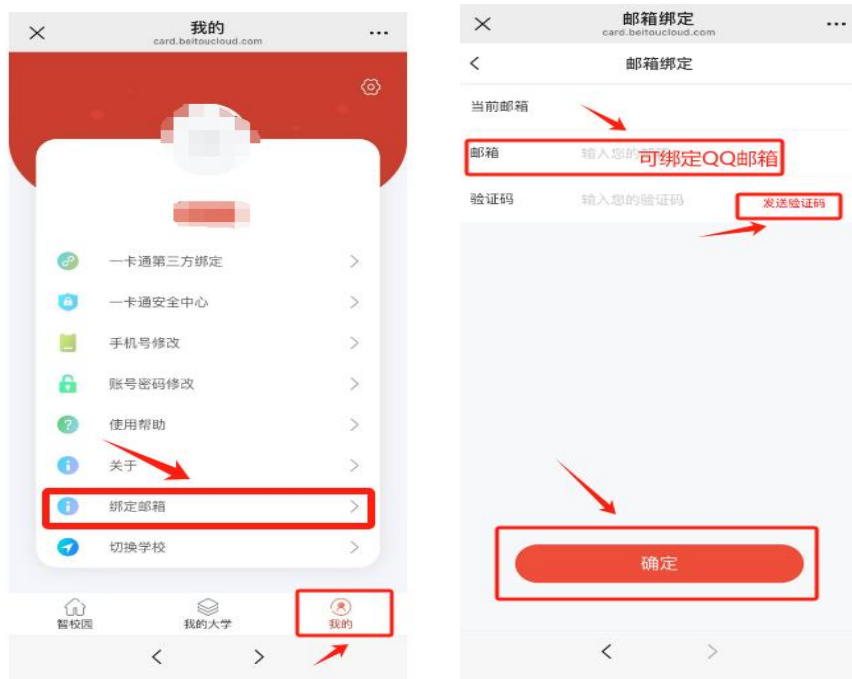 我的
card.beitoucloud.com
一卡通第三方绑定
一卡通安全中心
手机号修改
账号密码修改
使用帮助
关于
绑定邮箱
切换学校
智校园
我的大学
我的
邮箱绑定
card.beitoucloud.com
邮箱绑定
当前邮箱
邮箱 输入您的 可绑定QQ邮箱
验证码 输入您的验证码 发送验证码
确定